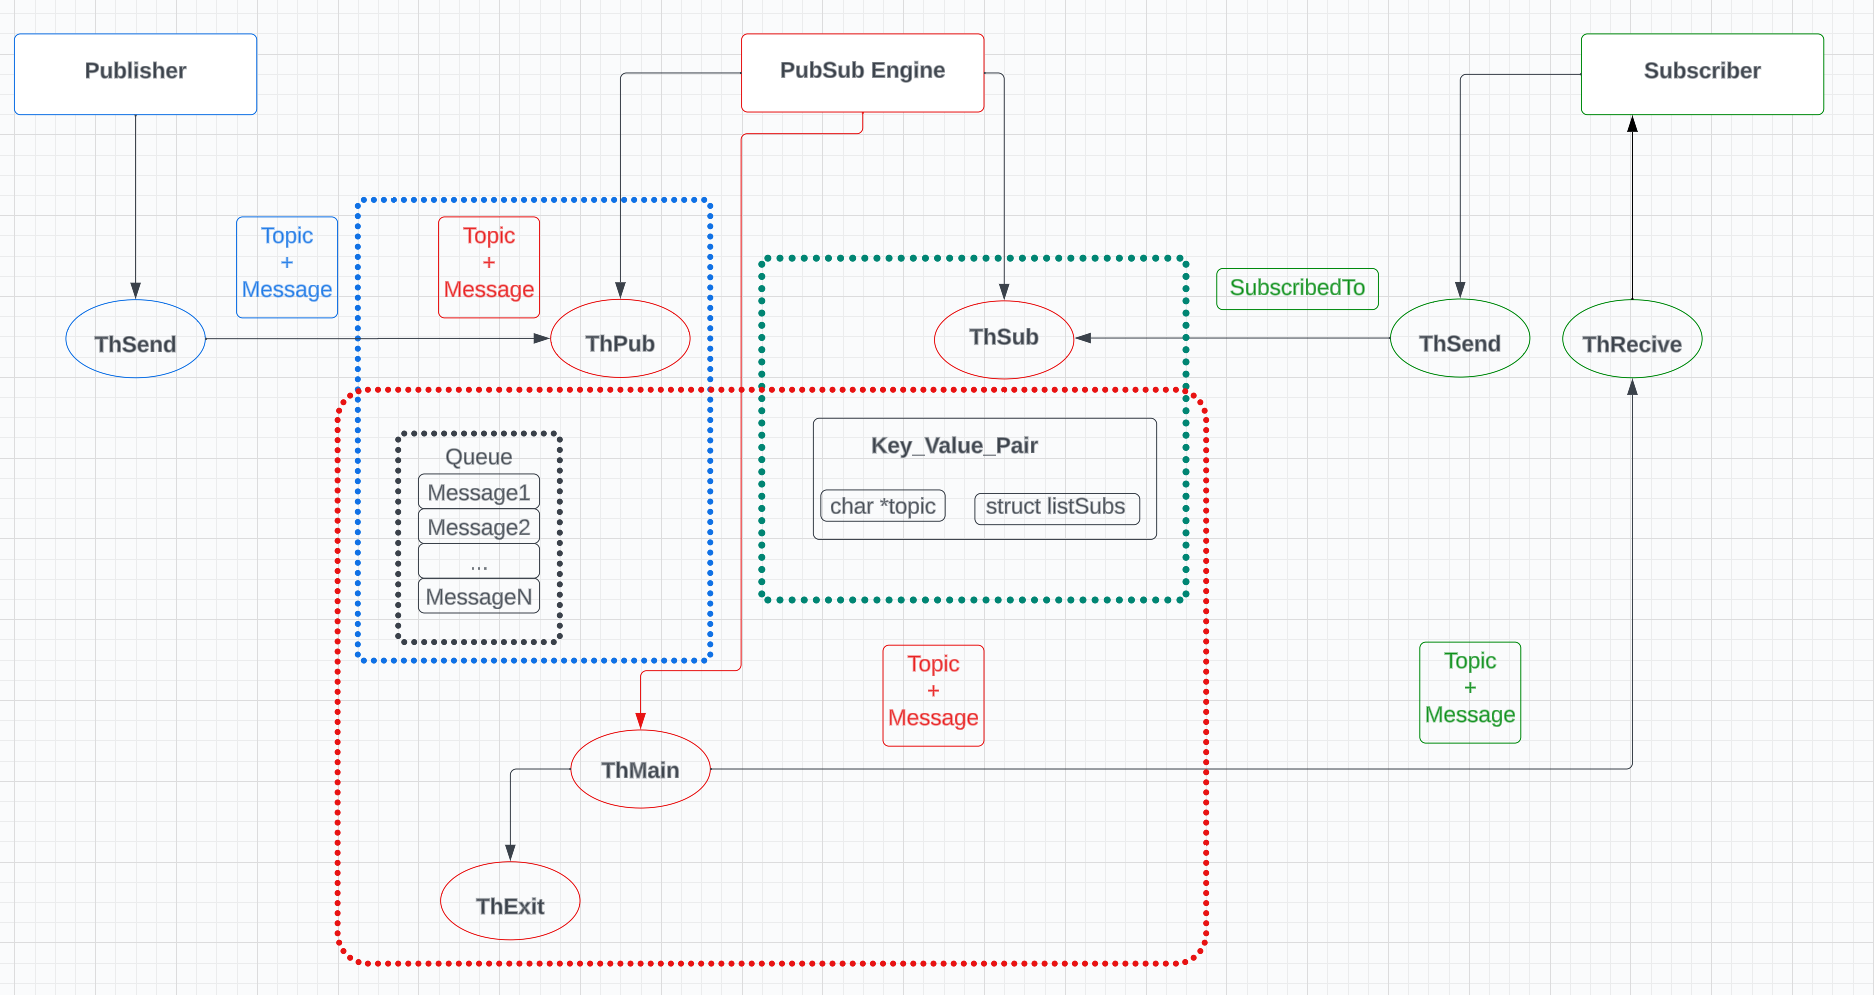 Publisher
PubSub Engine
Subscriber
Topic
+
Message
Topic
+
Message
SubscribedTo
ThSend
ThPub
ThSub
ThSend
ThRecive
Queue
Message1
Message2
...
MessageN
Key_Value_Pair
char *topic
struct listSubs
Topic
+
Message
Topic
+
Message
ThMain
ThExit